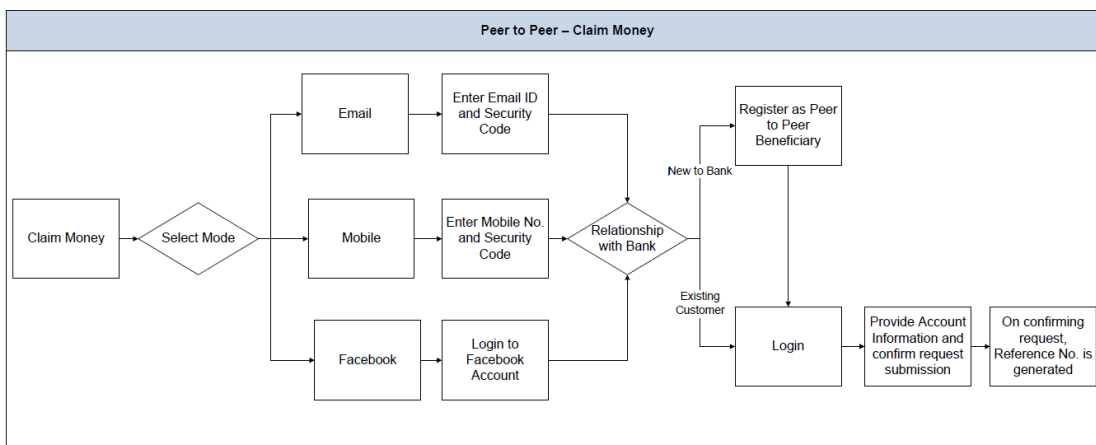 Peer to Peer – Claim Money
Claim Money
Select Mode
Email
Enter Email ID
and Security
Code
Mobile
Enter Mobile No.
and Security
Code
Facebook
Login to
Facebook
Account
Relationship
with Bank
New to Bank
Register as Peer
to Peer
Beneficiary
Existing
Customer
Login
Provide Account
Information and
confirm request
submission
On confirming
request,
Reference No. is
generated